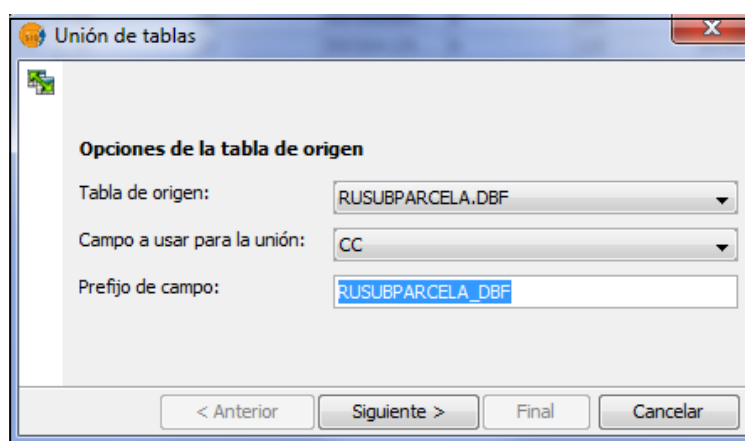 Unión de tablas
Opciones de la tabla de origen
Tabla de origen: RUSUBPARCELA.DBF
Campo a usar para la unión: CC
Prefijo de campo: RUSUBPARCELA_DBF
< Anterior Siguiente > Final Cancelar